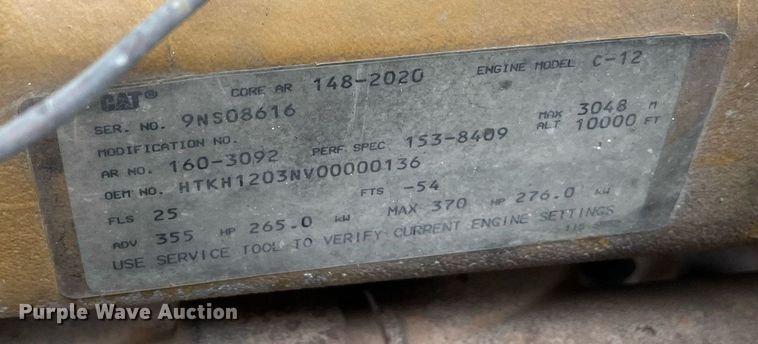 CAT® CORE AR 148-2020 ENGINE MODEL C-12
SER. NO. 9NS08616
MODIFICATION NO.
AR NO. 160-3092 PERF SPEC 153-8409 MAX ALT 3048 M 10000 FT
OEM NO. HTKH1203NV00000136
FLS 25 FTS -54
ADV 355 HP 265.0 kW MAX 370 HP 276.0 kW
USE SERVICE TOOL TO VERIFY CURRENT ENGINE SETTINGS
Purple Wave Auction